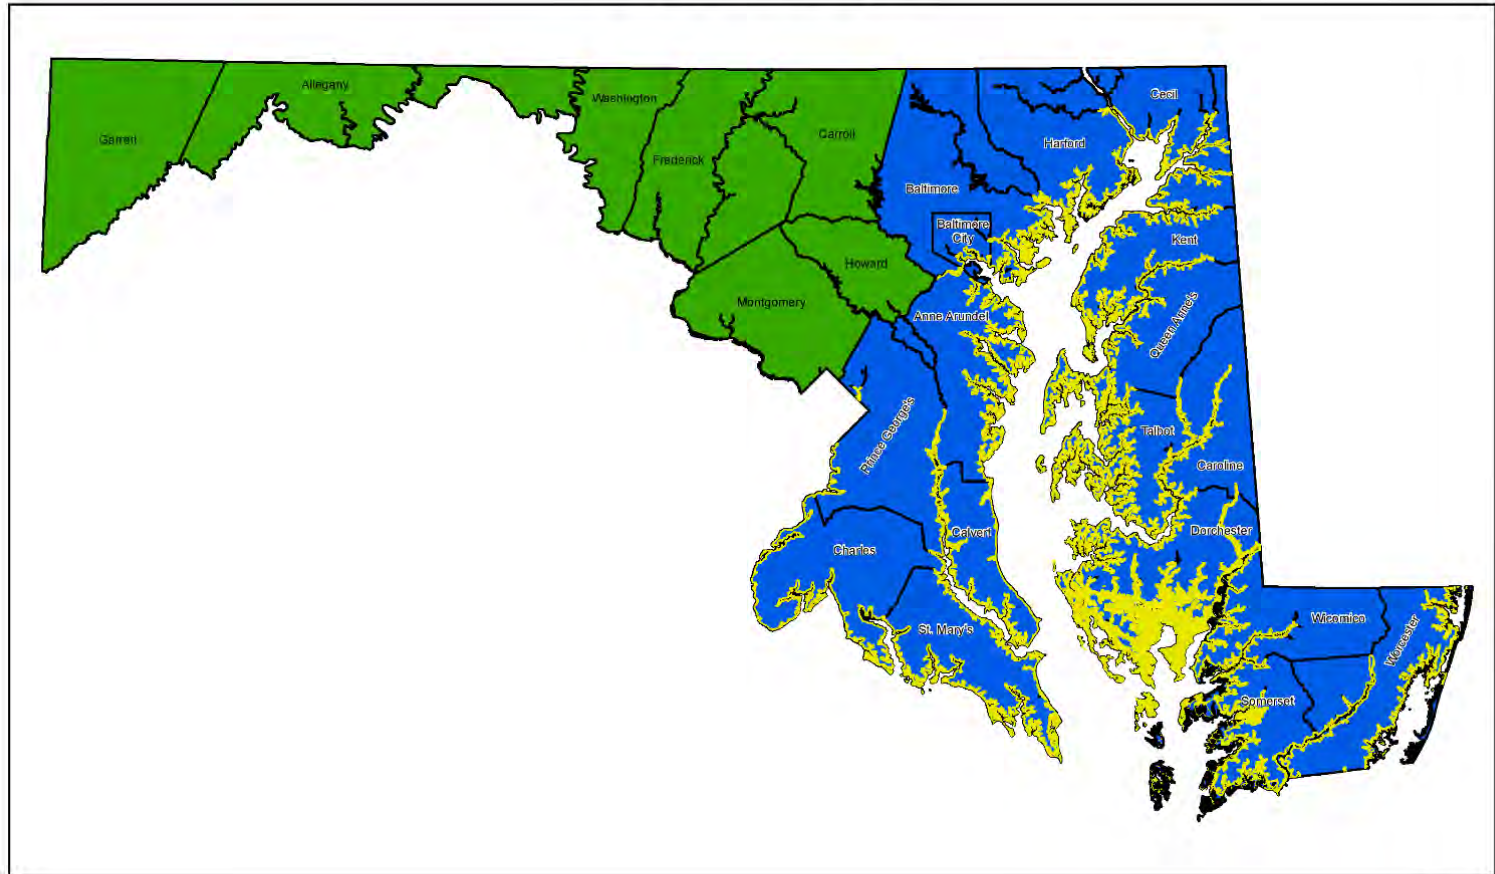 Garrett
Allegany
Washington
Frederick
Carroll
Baltimore
Harford
Cecil
Baltimore
City
Kent
Howard
Montgomery
Anne Arundel
Queen Anne's
Prince George's
Talbot
Caroline
Dorchester
Calvert
Charles
St. Mary's
Wicomico
Worcester
Somerset